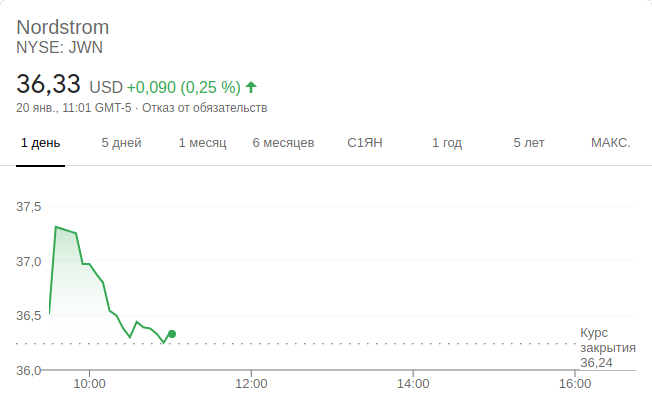 Nordstrom
NYSE: JWN
36,33 USD +0,090 (0,25 %)
20 янв., 11:01 GMT-5 · Отказ от обязательств
1 день 5 дней 1 месяц 6 месяцев С1ЯН 1 год 5 лет МАКС.
37,5
37,0
36,5
Курс
закрытия
36,24
36,0
10:00 12:00 14:00 16:00